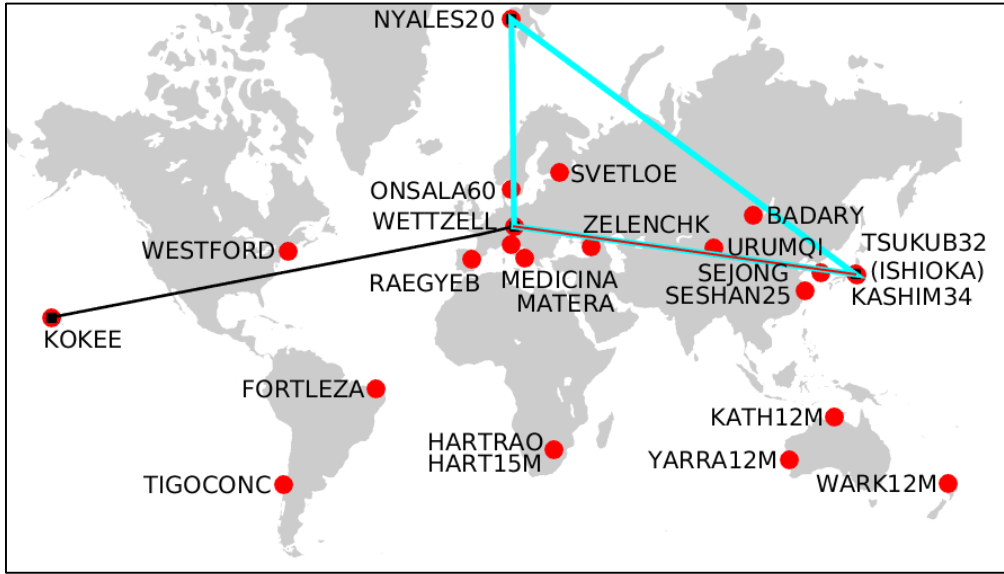 NYALES20
SVETLOE
ONSALA60
BADARY
WETTZELL
ZELENCHK
WESTFORD
URUMQI
TSUKUB32
(ISHIOKA)
RAEGYEB
MEDICINA
SEJONG
MATERA
SESHAN25
KASHIM34
KOKEE
FORTLEZA
KATH12M
HARTRAO
HART15M
YARRA12M
TIGOCONC
WARK12M